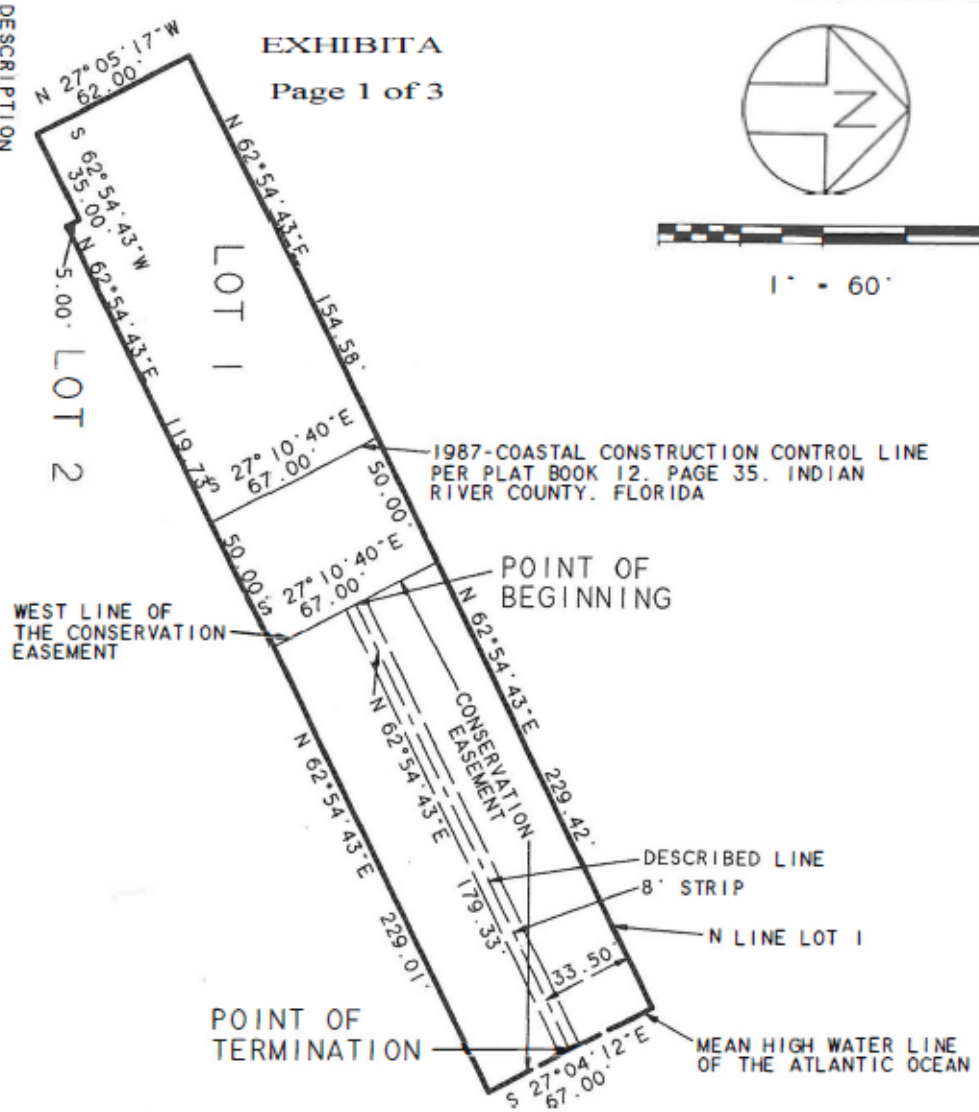 DESCRIPTION
EXHIBIT A
Page 1 of 3
N 27°05'17"W
62.00'
S 62°54'43"W
35.00'
N 62°54'43"E
154.58'
5.00'
N 62°54'43"E
119.73'
LOT 1
LOT 2
N
1" = 60'
S 27°10'40"E
67.00'
1987-COASTAL CONSTRUCTION CONTROL LINE
PER PLAT BOOK 12. PAGE 35. INDIAN
RIVER COUNTY. FLORIDA
50.00'
50.00'
S 27°10'40"E
67.00'
POINT OF
BEGINNING
WEST LINE OF
THE CONSERVATION
EASEMENT
N 62°54'43"E
229.42'
CONSERVATION
EASEMENT
N 62°54'43"E
179.33'
N 62°54'43"E
229.01'
DESCRIBED LINE
8' STRIP
N LINE LOT 1
33.50'
POINT OF
TERMINATION
S 27°04'12"E
67.00'
MEAN HIGH WATER LINE
OF THE ATLANTIC OCEAN